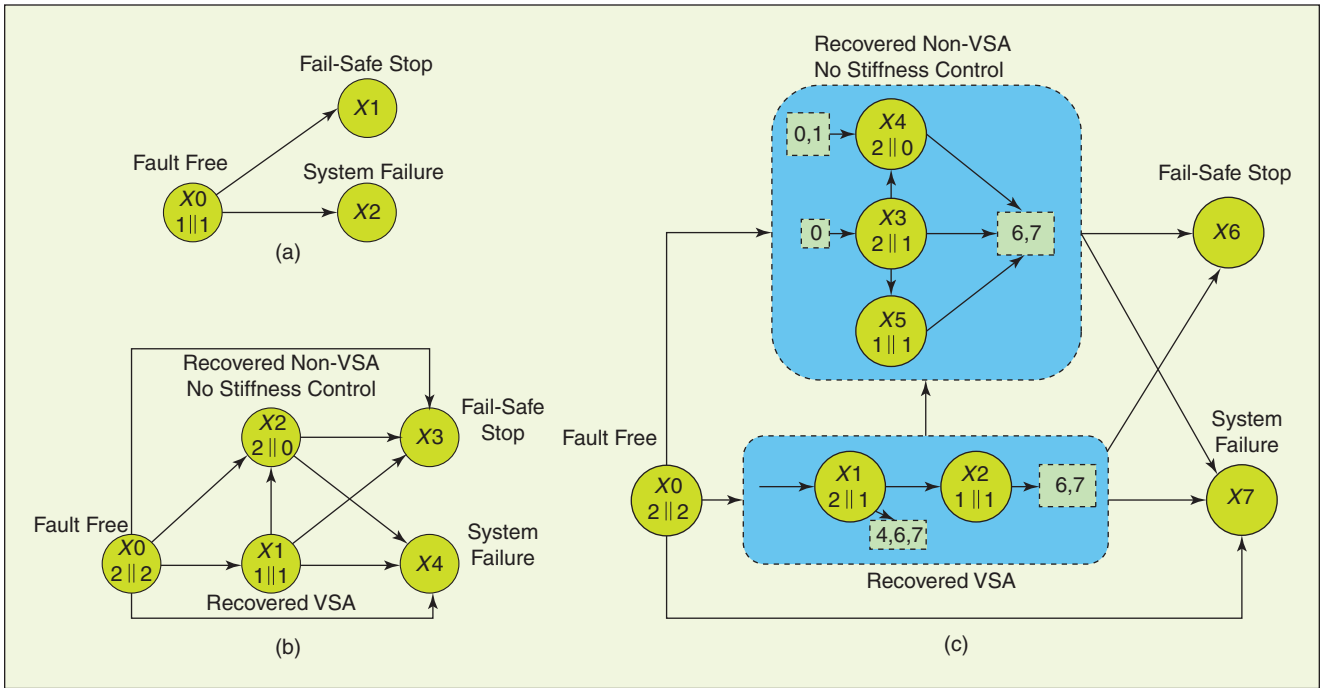 Fail-Safe Stop
X1
Fault Free
X0
1||1
System Failure
X2
(a)
Recovered Non-VSA
No Stiffness Control
X2
2||0
Fail-Safe
Stop
X3
Fault Free
X0
2||2
X1
1||1
System
Failure
X4
Recovered VSA
(b)
Recovered Non-VSA
No Stiffness Control
0,1
X4
2||0
0
X3
2||1
6,7
X5
1||1
Fail-Safe Stop
X6
Fault Free
X0
2||2
X1
2||1
X2
1||1
6,7
4,6,7
Recovered VSA
System
Failure
X7
(c)